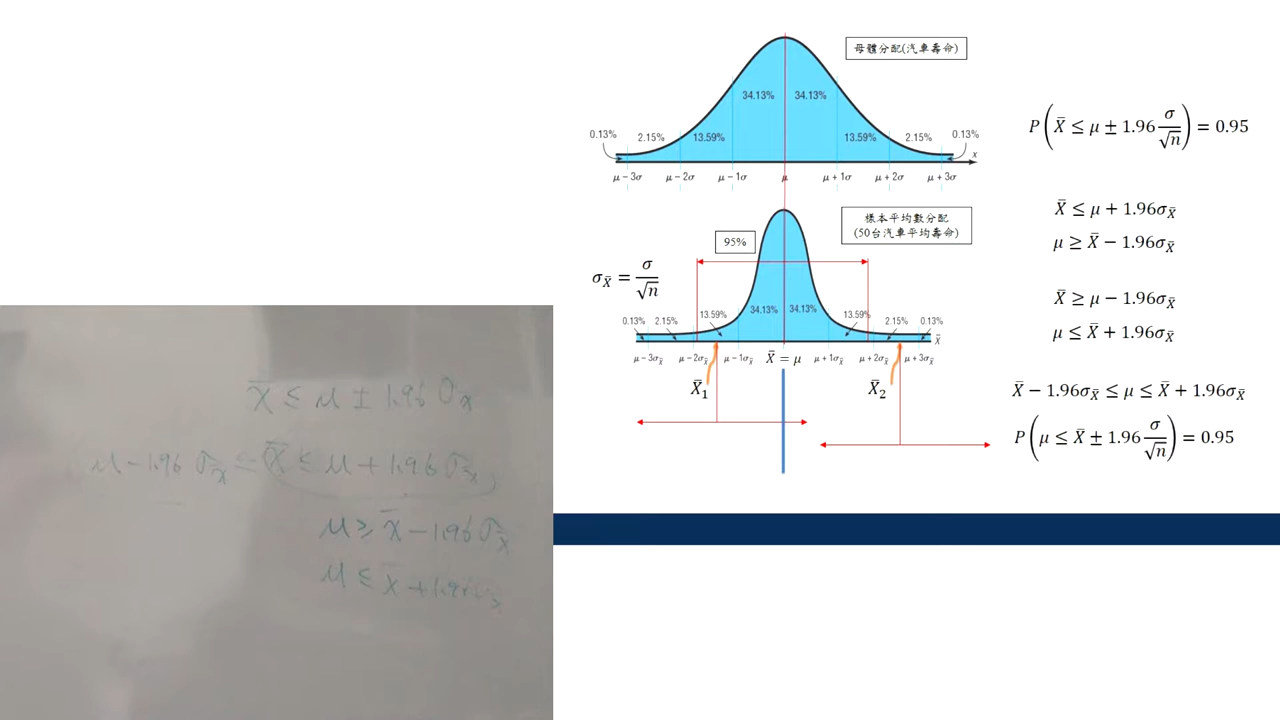 母體分配(汽車壽命)
34.13% 34.13%
0.13% 2.15% 13.59% 13.59% 2.15% 0.13%
x
μ−3σ μ−2σ μ−1σ μ μ+1σ μ+2σ μ+3σ
樣本平均數分配
(50台汽車平均壽命)
95%
σ_X̄ = σ/√n
34.13% 34.13%
0.13% 2.15% 13.59% 13.59% 2.15% 0.13%
X̄
μ−3σ_X̄ μ−2σ_X̄ μ−1σ_X̄ X̄ = μ μ+1σ_X̄ μ+2σ_X̄ μ+3σ_X̄
X̄₁ X̄₂
P(X̄ ≤ μ ± 1.96 σ/√n) = 0.95
X̄ ≤ μ + 1.96σ_X̄
μ ≥ X̄ − 1.96σ_X̄
X̄ ≥ μ − 1.96σ_X̄
μ ≤ X̄ + 1.96σ_X̄
X̄ − 1.96σ_X̄ ≤ μ ≤ X̄ + 1.96σ_X̄
P(μ ≤ X̄ ± 1.96 σ/√n) = 0.95
X̄ ≤ μ ± 1.96 σ_x
μ − 1.96 σ_x̄ ≤ X̄ ≤ μ + 1.96 σ_x̄
μ ≥ x̄ − 1.96 σ_x̄
μ ≤ x̄ +